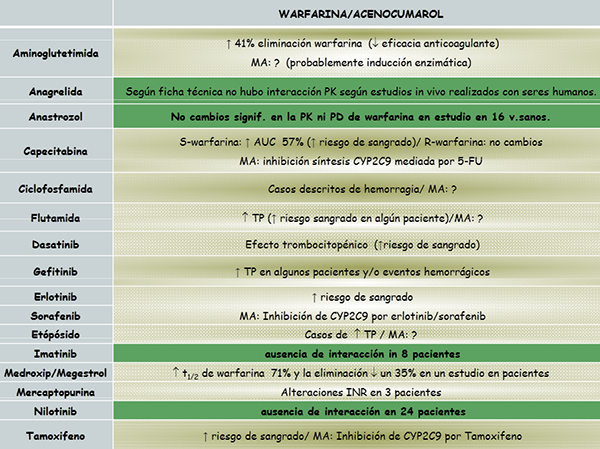 WARFARINA/ACENOCUMAROL
Aminoglutetimida
↑ 41% eliminación warfarina (↓ eficacia anticoagulante)
MA: ? (probablemente inducción enzimática)
Anagrelida
Según ficha técnica no hubo interacción PK según estudios in vivo realizados con seres humanos.
Anastrozol
No cambios signif. en la PK ni PD de warfarina en estudio en 16 v.sanos.
Capecitabina
S-warfarina: ↑ AUC 57% (↑ riesgo de sangrado)/ R-warfarina: no cambios
MA: inhibición síntesis CYP2C9 mediada por 5-FU
Ciclofosfamida
Casos descritos de hemorragia/ MA: ?
Flutamida
↑ TP (↑ riesgo sangrado en algún paciente)/MA: ?
Dasatinib
Efecto trombocitopénico (↑riesgo de sangrado)
Gefitinib
↑ TP en algunos pacientes y/o eventos hemorrágicos
Erlotinib
↑ riesgo de sangrado
Sorafenib
MA: Inhibición de CYP2C9 por erlotinib/sorafenib
Etópósido
Casos de ↑ TP / MA: ?
Imatinib
ausencia de interacción in 8 pacientes
Medroxip/Megestrol
↑ t1/2 de warfarina 71% y la eliminación ↓ un 35% en un estudio en pacientes
Mercaptopurina
Alteraciones INR en 3 pacientes
Nilotinib
ausencia de interacción en 24 pacientes
Tamoxifeno
↑ riesgo de sangrado/ MA: Inhibición de CYP2C9 por Tamoxifeno